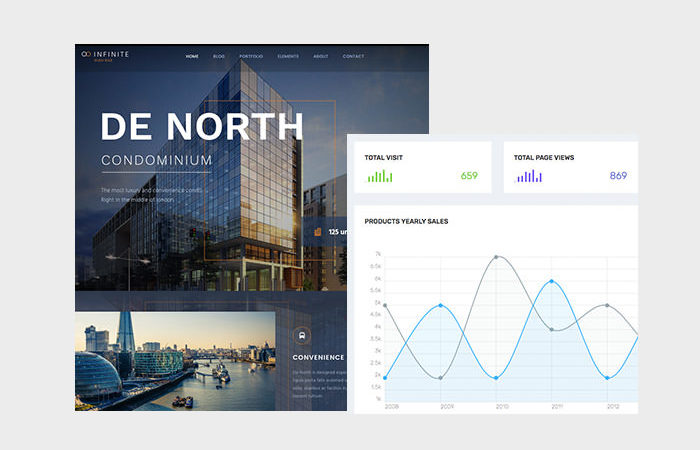 INFINITE
HOME BLOG PORTFOLIO ELEMENTS ABOUT CONTACT
DE NORTH
CONDOMINIUM
The most luxury and convenience condo
Right in the middle of london
125 un
CONVENIENCE
TOTAL VISIT
659
TOTAL PAGE VIEWS
869
PRODUCTS YEARLY SALES
7k
6.5k
6k
5.5k
5k
4.5k
4k
3.5k
3k
2.5k
2k
1.5k
1k
2008 2009 2010 2011 2012